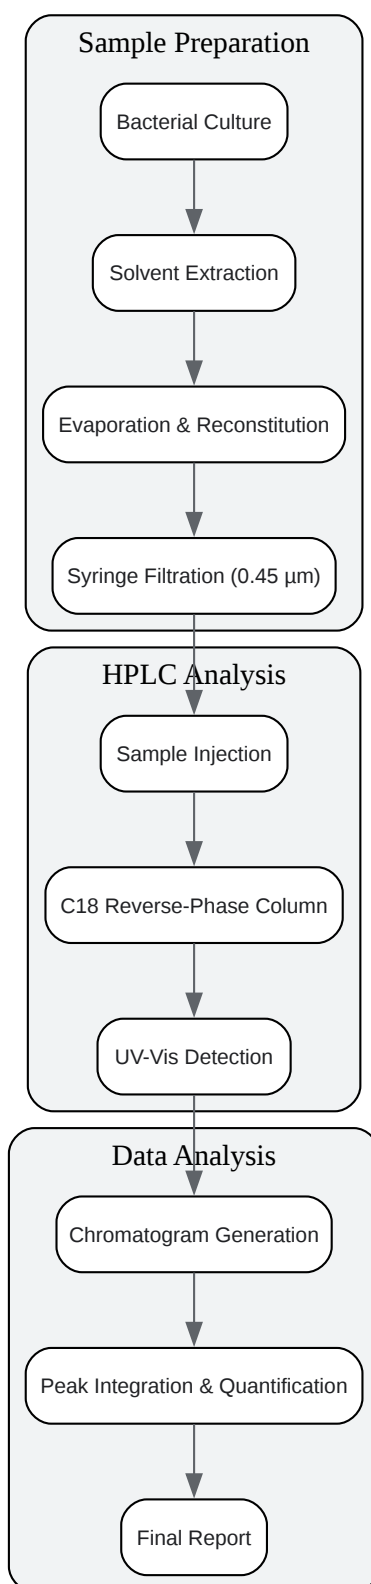 Sample Preparation
Bacterial Culture
Solvent Extraction
Evaporation & Reconstitution
Syringe Filtration (0.45 µm)
HPLC Analysis
Sample Injection
C18 Reverse-Phase Column
UV-Vis Detection
Data Analysis
Chromatogram Generation
Peak Integration & Quantification
Final Report